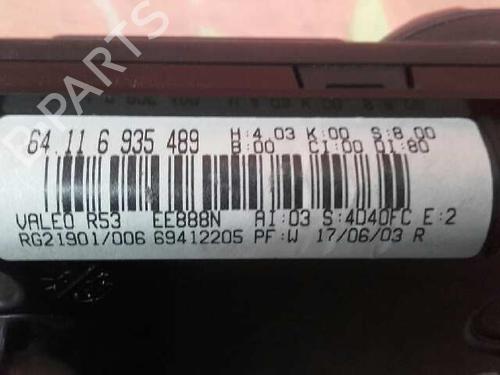 64.11 6 935 489 H:4.03 K:00 S:8.00
B:00 CI:00 DI:80
VALEO R53 EE888N AI:03 S:4D40FC E:2
RG21901/006 69412205 PF:W 17/06/03 R
B-PARTS